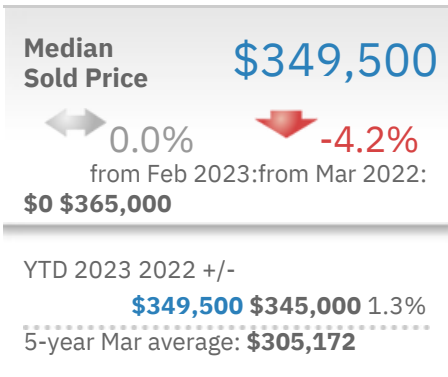 Median
Sold Price
$349,500
0.0%
-4.2%
from Feb 2023:from Mar 2022:
$0 $365,000
YTD 2023 2022 +/-
$349,500 $345,000 1.3%
5-year Mar average: $305,172